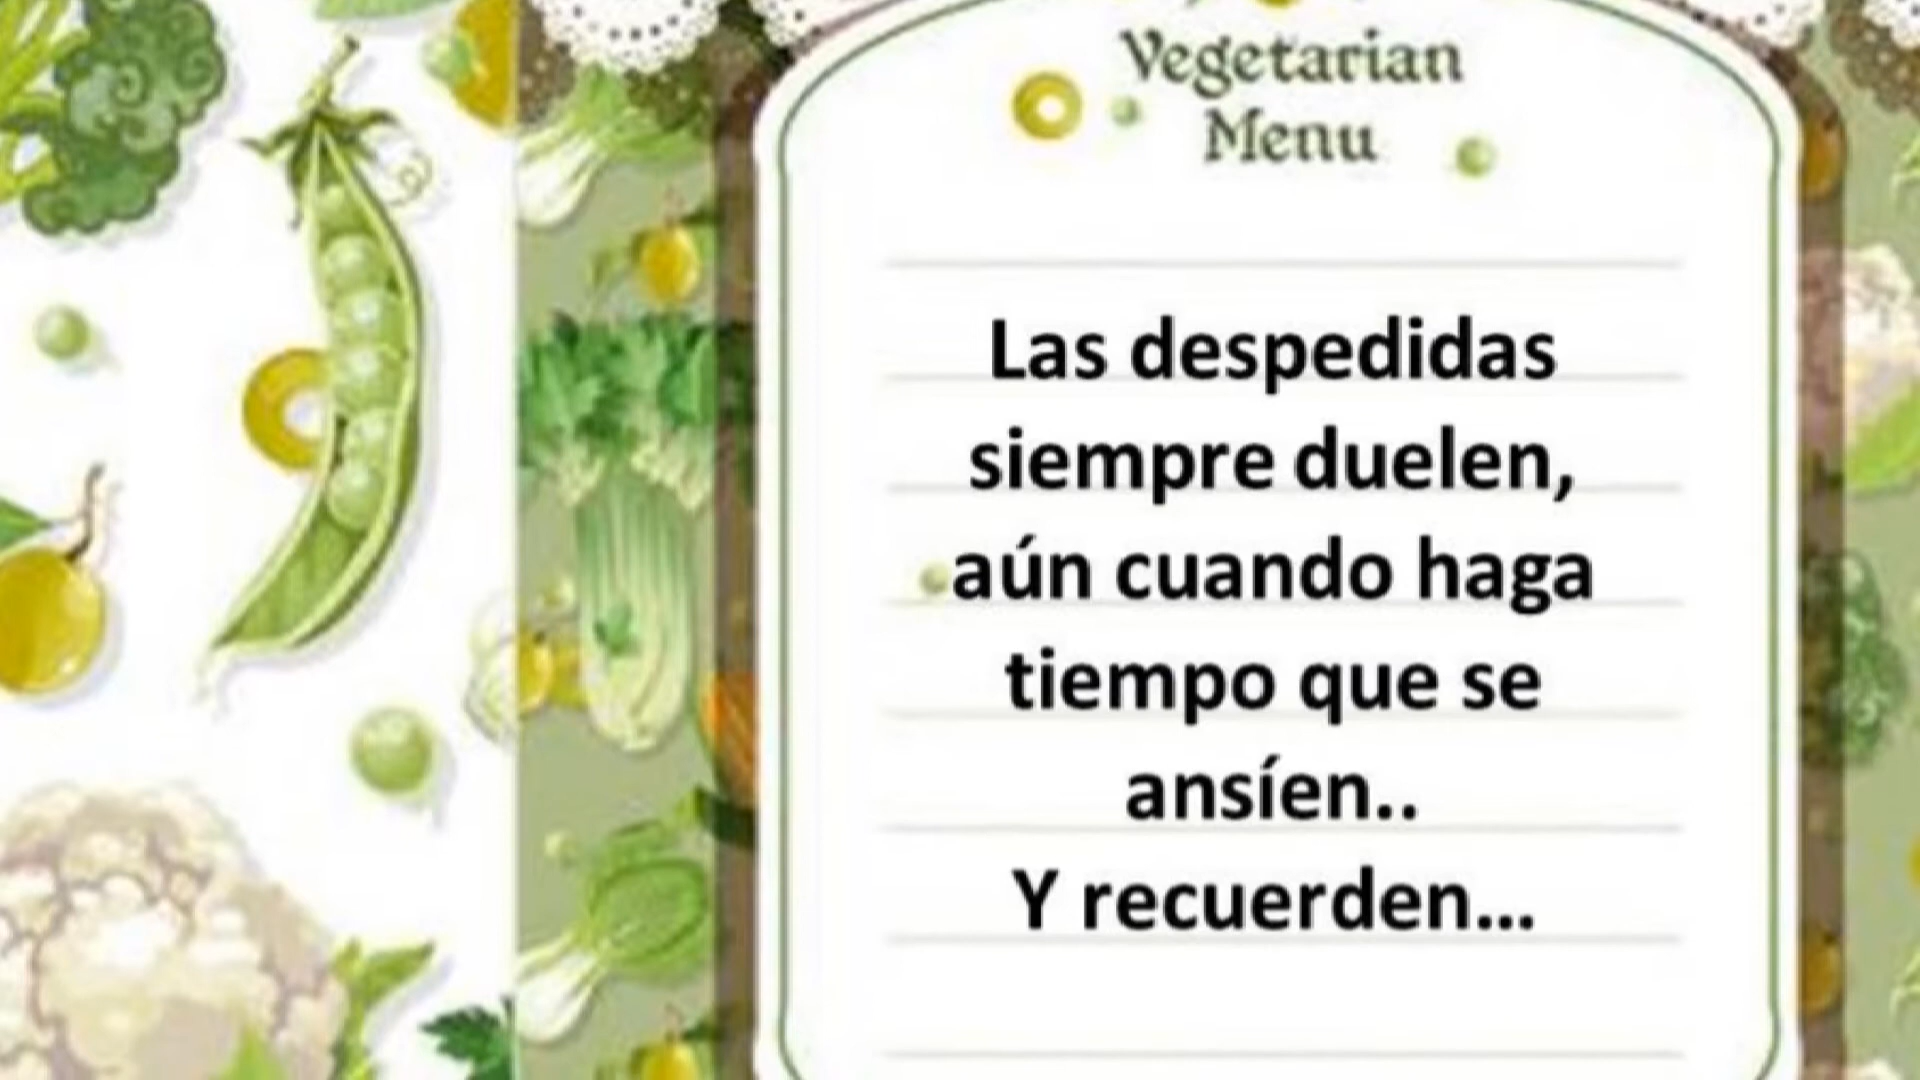 Vegetarian
Menu
Las despedidas
siempre duelen,
aún cuando haga
tiempo que se
ansíen..
Y recuerden...